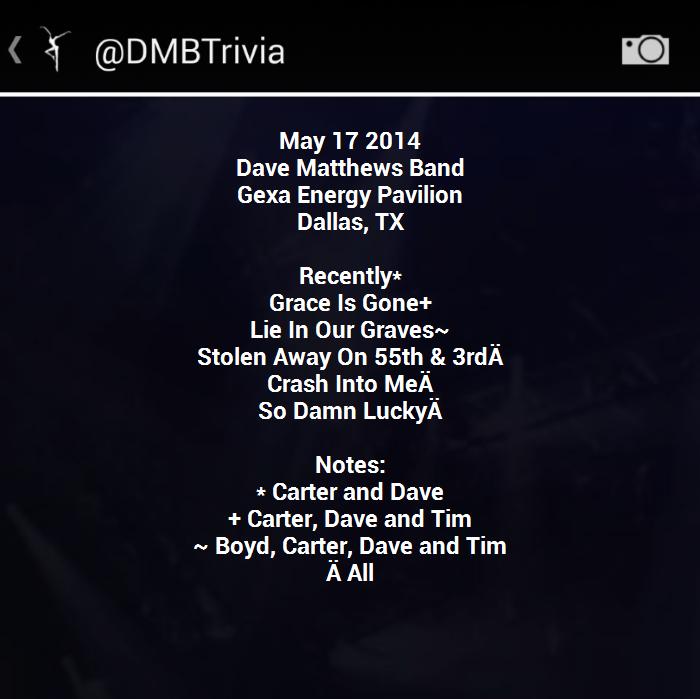 @DMBTrivia
May 17 2014
Dave Matthews Band
Gexa Energy Pavilion
Dallas, TX
Recently*
Grace Is Gone+
Lie In Our Graves~
Stolen Away On 55th & 3rdÄ
Crash Into MeÄ
So Damn LuckyÄ
Notes:
* Carter and Dave
+ Carter, Dave and Tim
~ Boyd, Carter, Dave and Tim
Ä All